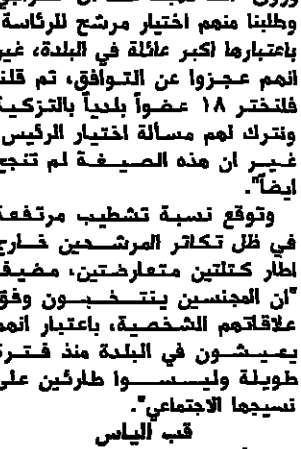 وطلبنا منهم اختيار مرشح للرئاسة
باعتبارها اكبر عائلة في البلدة، غير
انهم عجزوا عن التوافق، ثم قلنا
فلنختر ١٨ عضواً بلدياً بالتزكية
ونترك لهم مسألة اختيار الرئيس
غير ان هذه الصيغة لم تنجح
ايضاً".
وتوقع نسبة تشطيب مرتفعة
في ظل تكاثر المرشحين خارج
اطار كتلتين متعارضتين، مضيفا
"ان المجنسين ينتخبون وفق
علاقاتهم الشخصية، باعتبار انهم
يعيشون في البلدة منذ فترة
طويلة وليسوا طارئين على
نسيجها الاجتماعي".
قب الياس